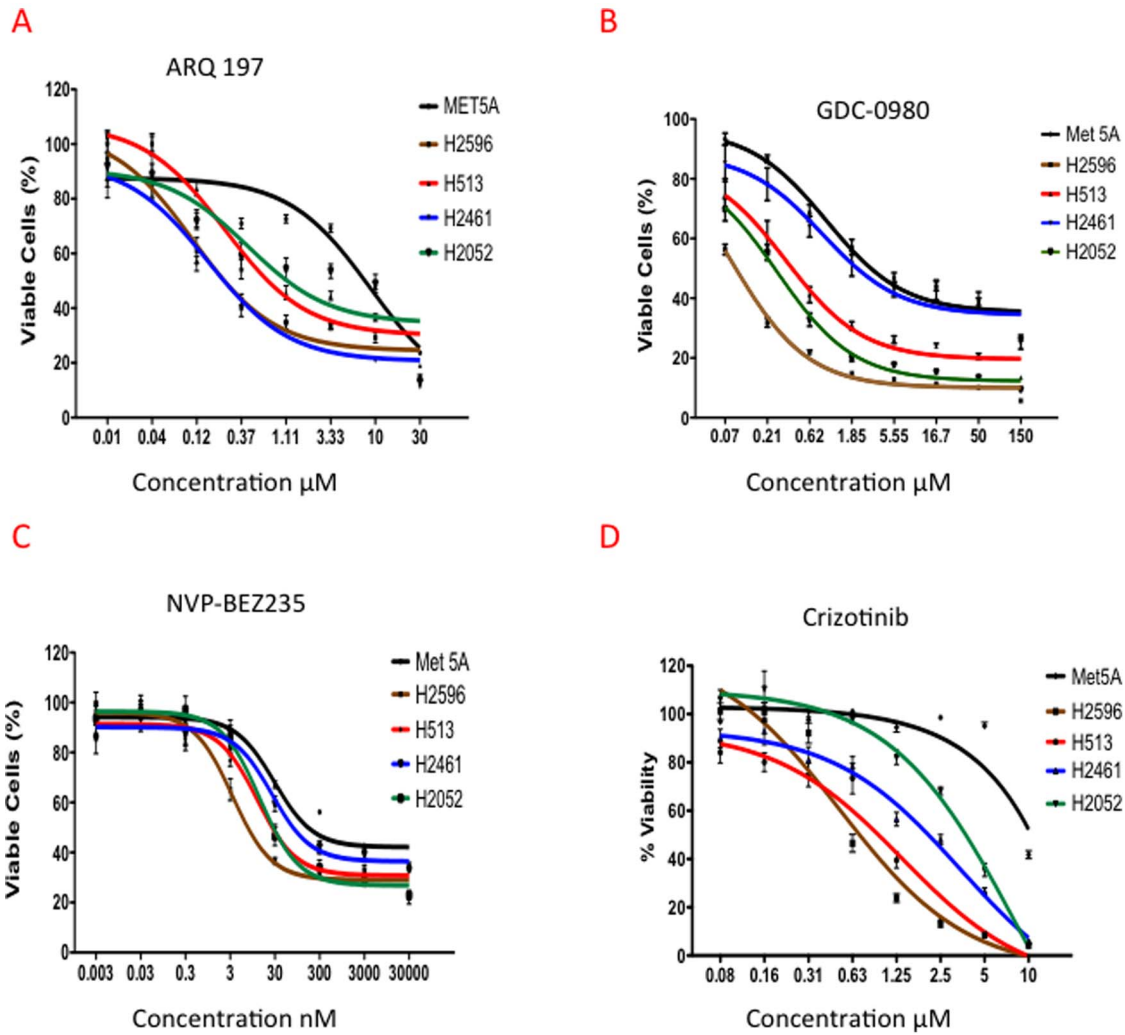 A
ARQ 197
Viable Cells (%)
120
100
80
60
40
20
0
0.01 0.04 0.12 0.37 1.11 3.33 10 30
Concentration µM
MET5A
H2596
H513
H2461
H2052
B
GDC-0980
Viable Cells (%)
100
80
60
40
20
0
0.07 0.21 0.62 1.85 5.55 16.7 50 150
Concentration µM
Met 5A
H2596
H513
H2461
H2052
C
NVP-BEZ235
Viable Cells (%)
120
100
80
60
40
20
0
0.003 0.03 0.3 3 30 300 3000 30000
Concentration nM
Met 5A
H2596
H513
H2461
H2052
D
Crizotinib
% Viability
120
100
80
60
40
20
0
0.08 0.16 0.31 0.63 1.25 2.5 5 10
Concentration µM
Met5A
H2596
H513
H2461
H2052